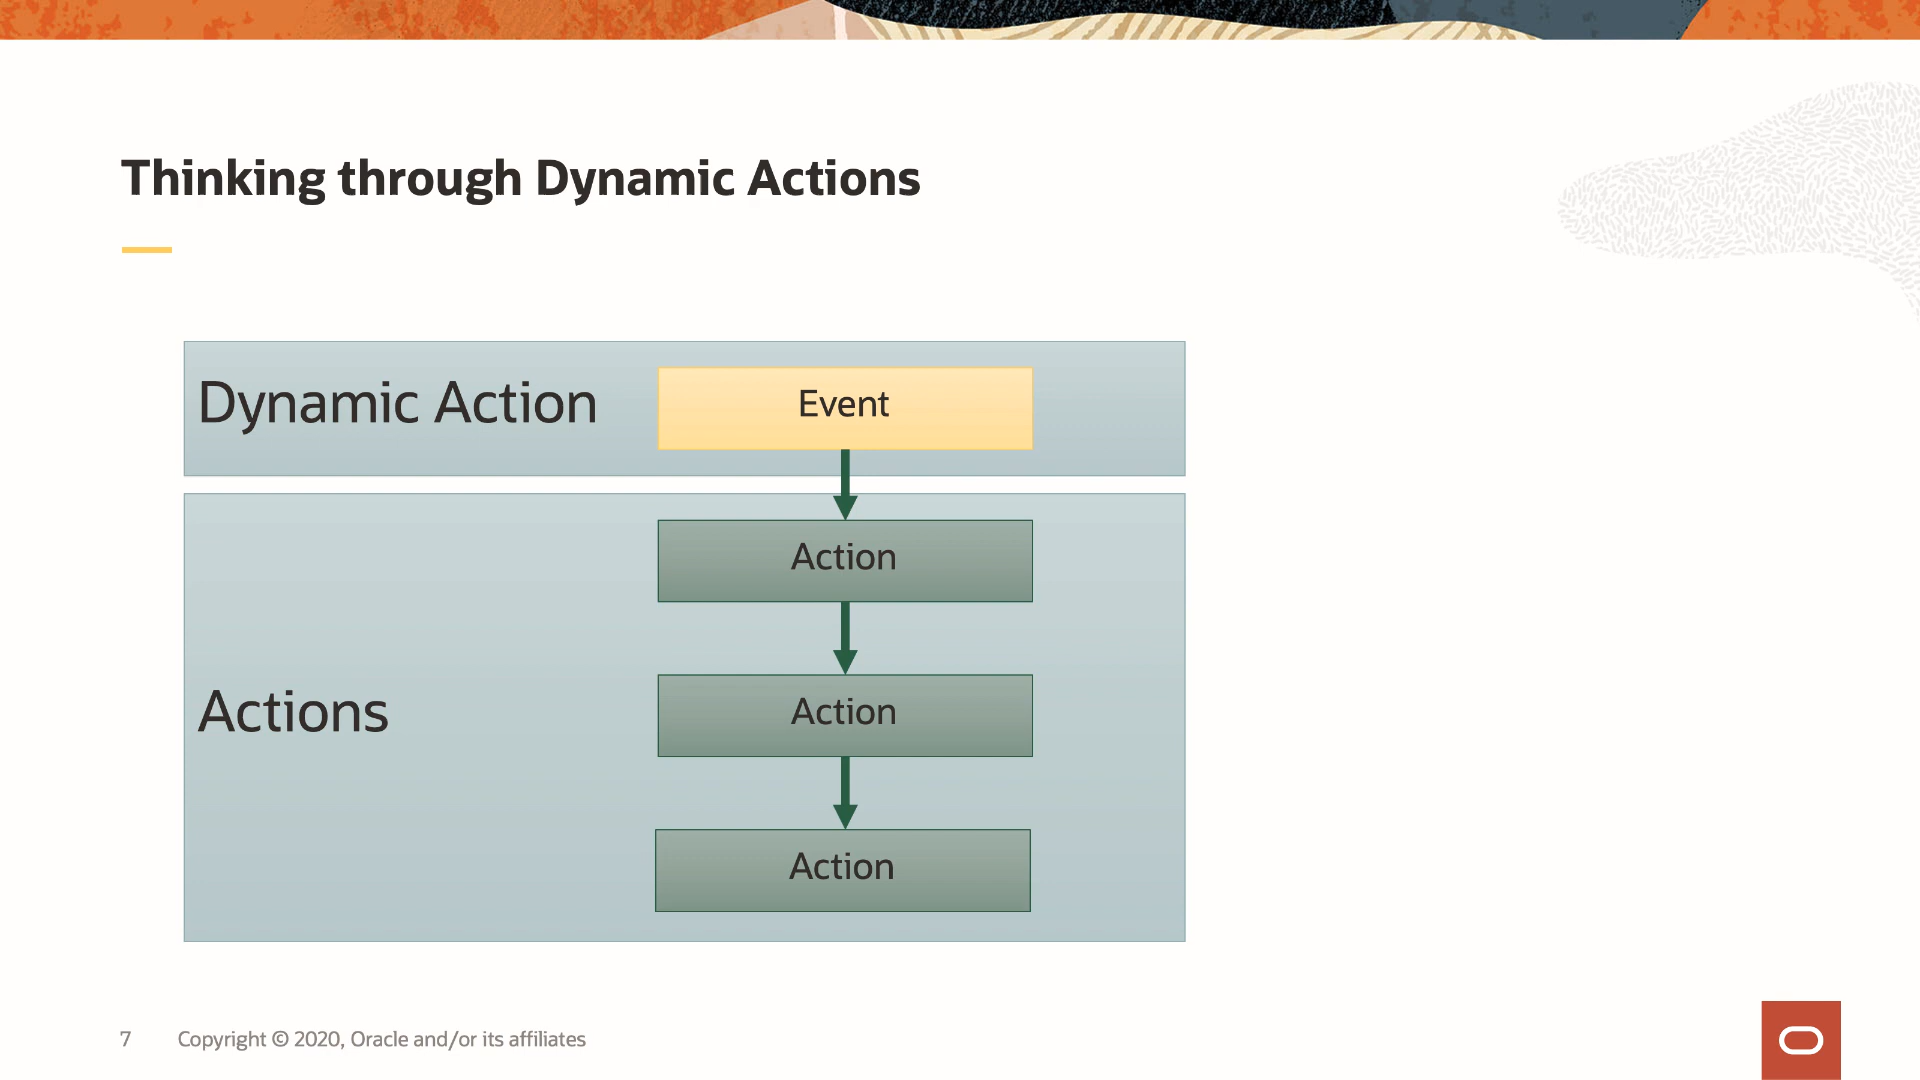 Thinking through Dynamic Actions
Dynamic Action
Event
Actions
Action
Action
Action
7
Copyright © 2020, Oracle and/or its affiliates